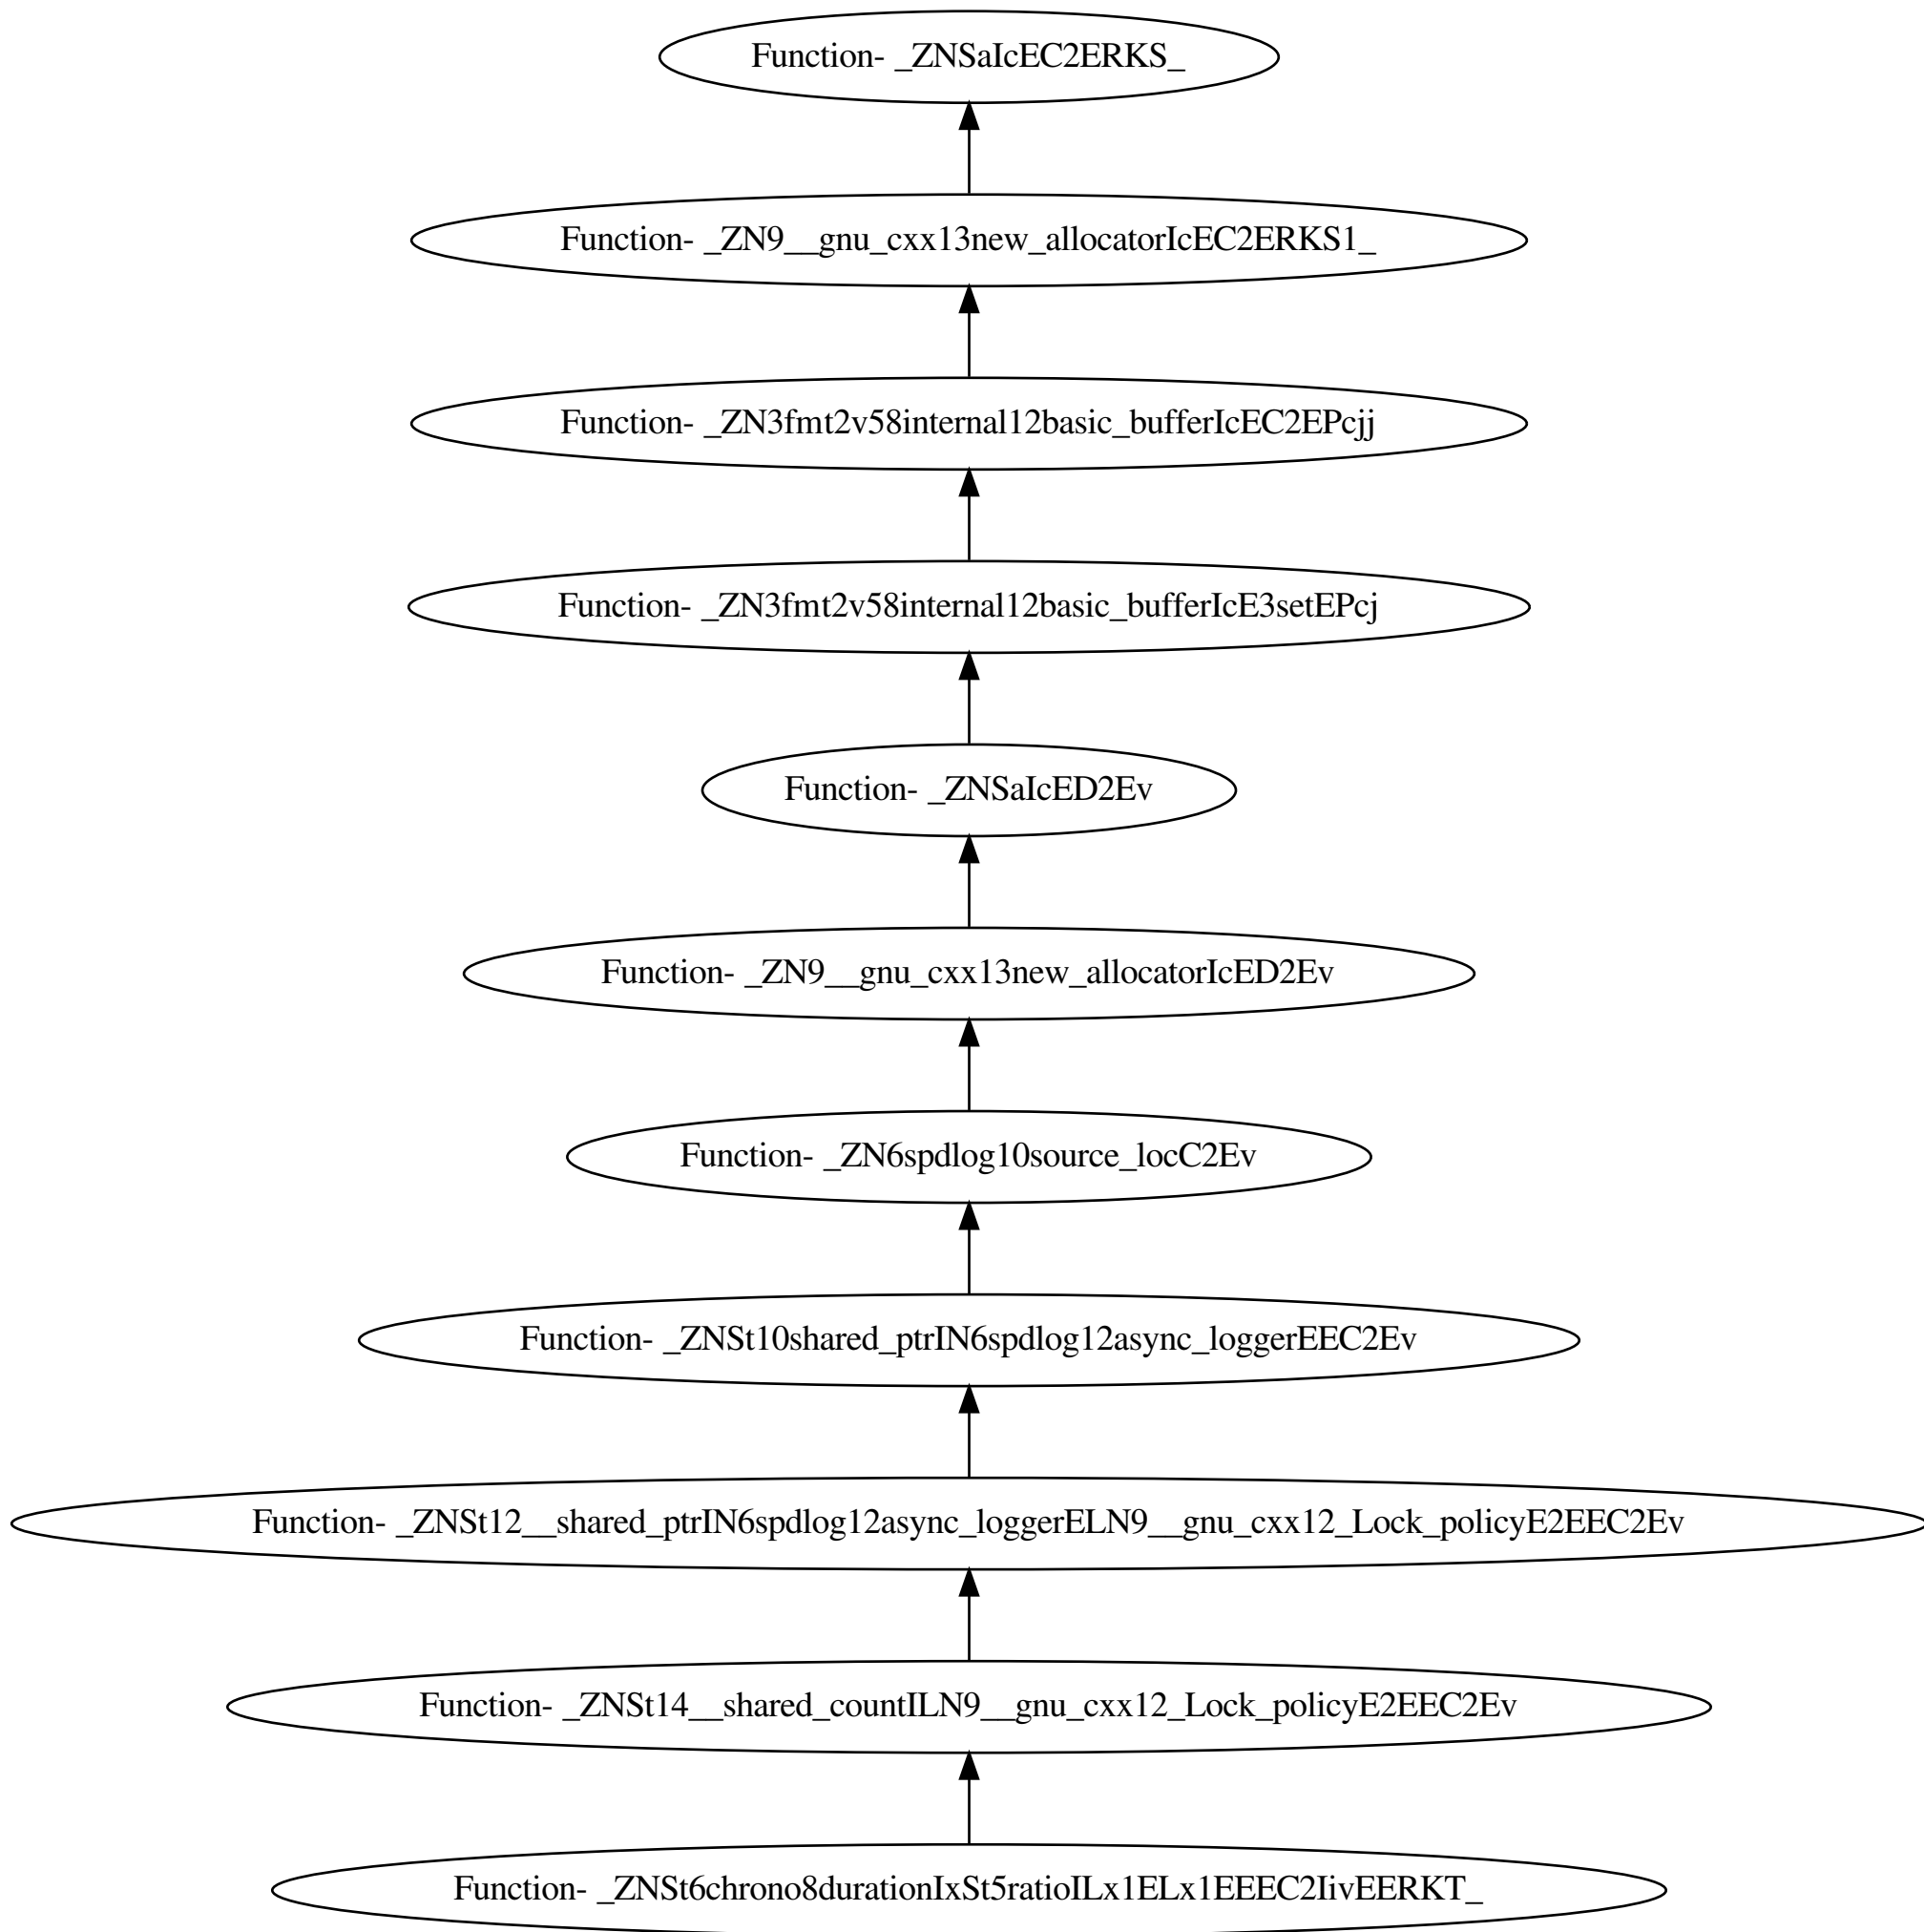 Function- _ZNSaIcEC2ERKS_
Function- _ZN9__gnu_cxx13new_allocatorIcEC2ERKS1_
Function- _ZN3fmt2v58internal12basic_bufferIcEC2EPcjj
Function- _ZN3fmt2v58internal12basic_bufferIcE3setEPcj
Function- _ZNSaIcED2Ev
Function- _ZN9__gnu_cxx13new_allocatorIcED2Ev
Function- _ZN6spdlog10source_locC2Ev
Function- _ZNSt10shared_ptrIN6spdlog12async_loggerEEC2Ev
Function- _ZNSt12__shared_ptrIN6spdlog12async_loggerELN9__gnu_cxx12_Lock_policyE2EEC2Ev
Function- _ZNSt14__shared_countILN9__gnu_cxx12_Lock_policyE2EEC2Ev
Function- _ZNSt6chrono8durationIxSt5ratioILx1ELx1EEEC2IivEERKT_